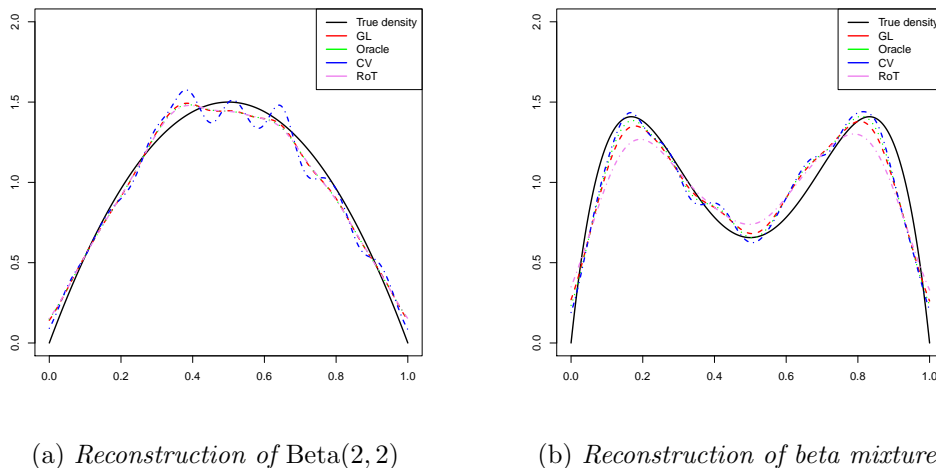 2.0
1.5
1.0
0.5
0.0
0.0 0.2 0.4 0.6 0.8 1.0
True density
GL
Oracle
CV
RoT
(a) Reconstruction of Beta(2, 2)
2.0
1.5
1.0
0.5
0.0
0.0 0.2 0.4 0.6 0.8 1.0
True density
GL
Oracle
CV
RoT
(b) Reconstruction of beta mixture